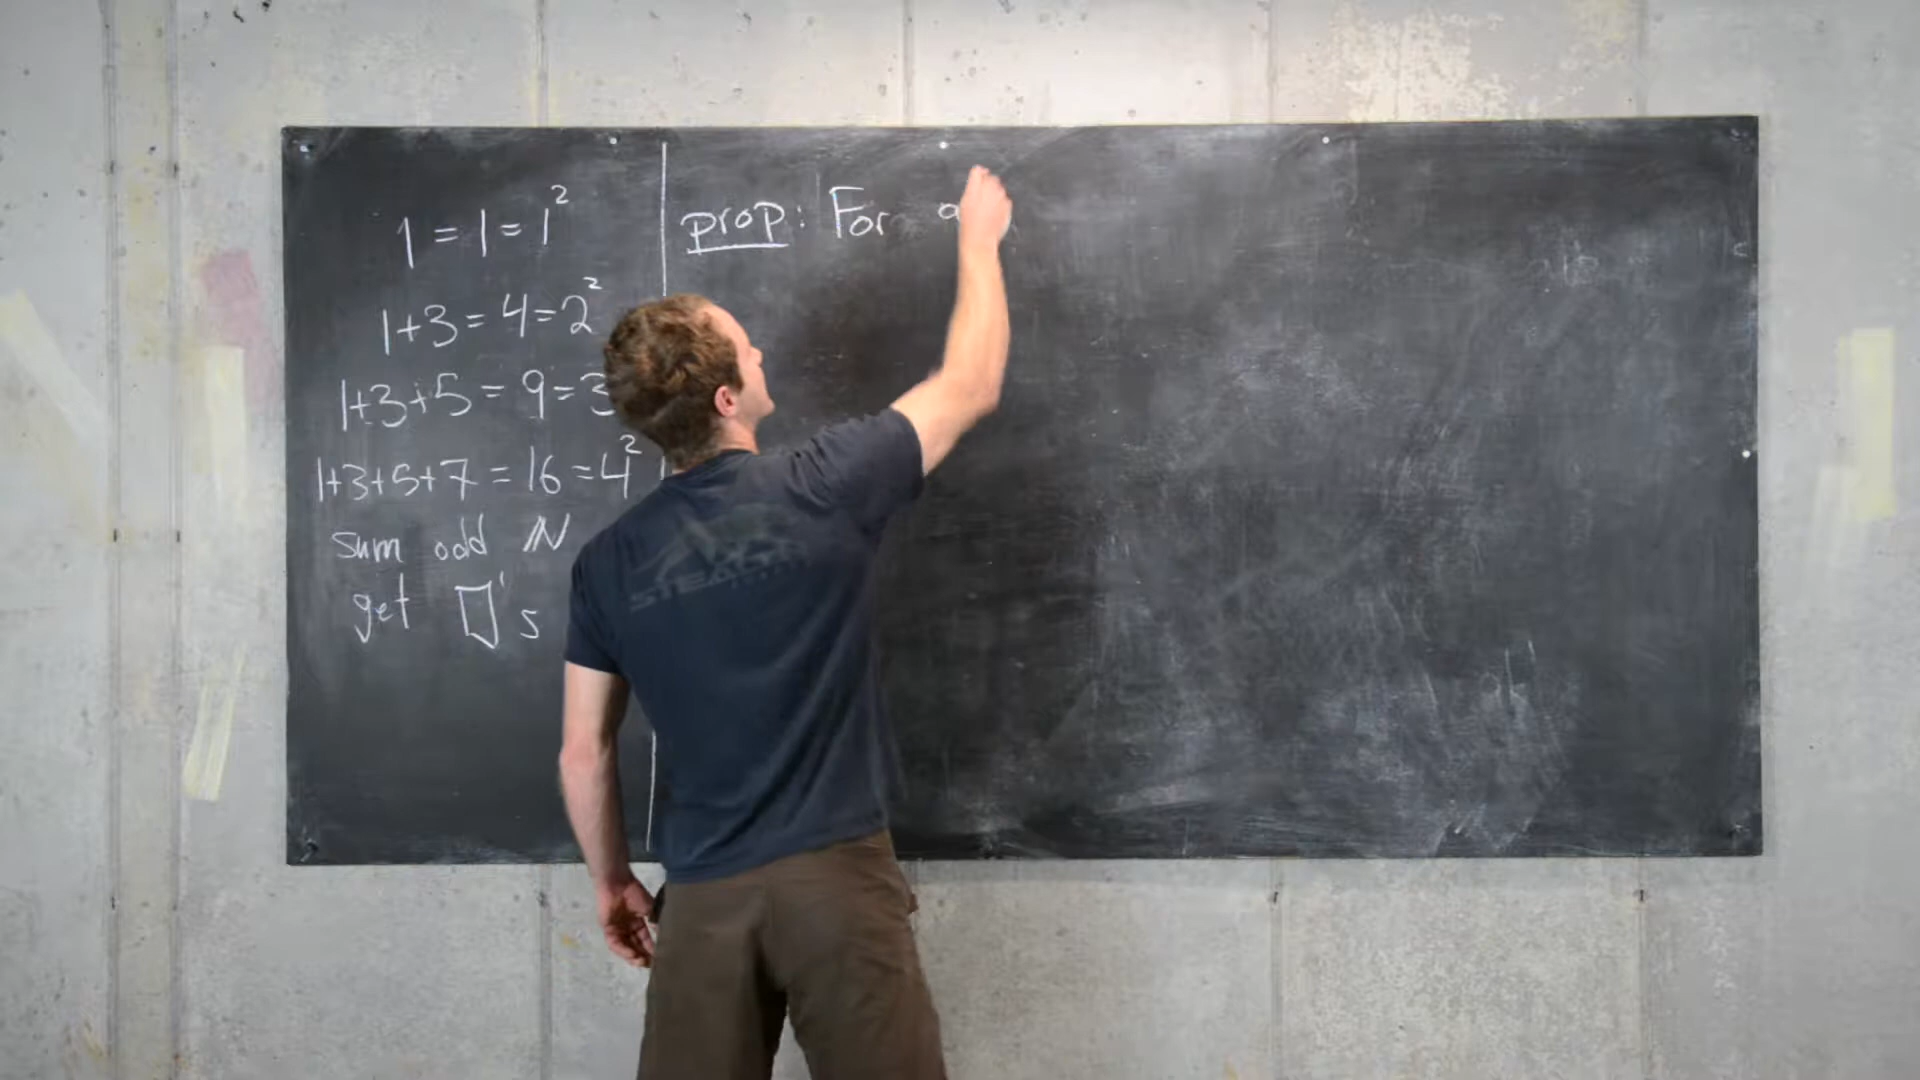 1 = 1 = 1²
1+3 = 4 = 2²
1+3+5 = 9 = 3
1+3+5+7 = 16 = 4²
sum odd ℕ
get □'s
prop: For